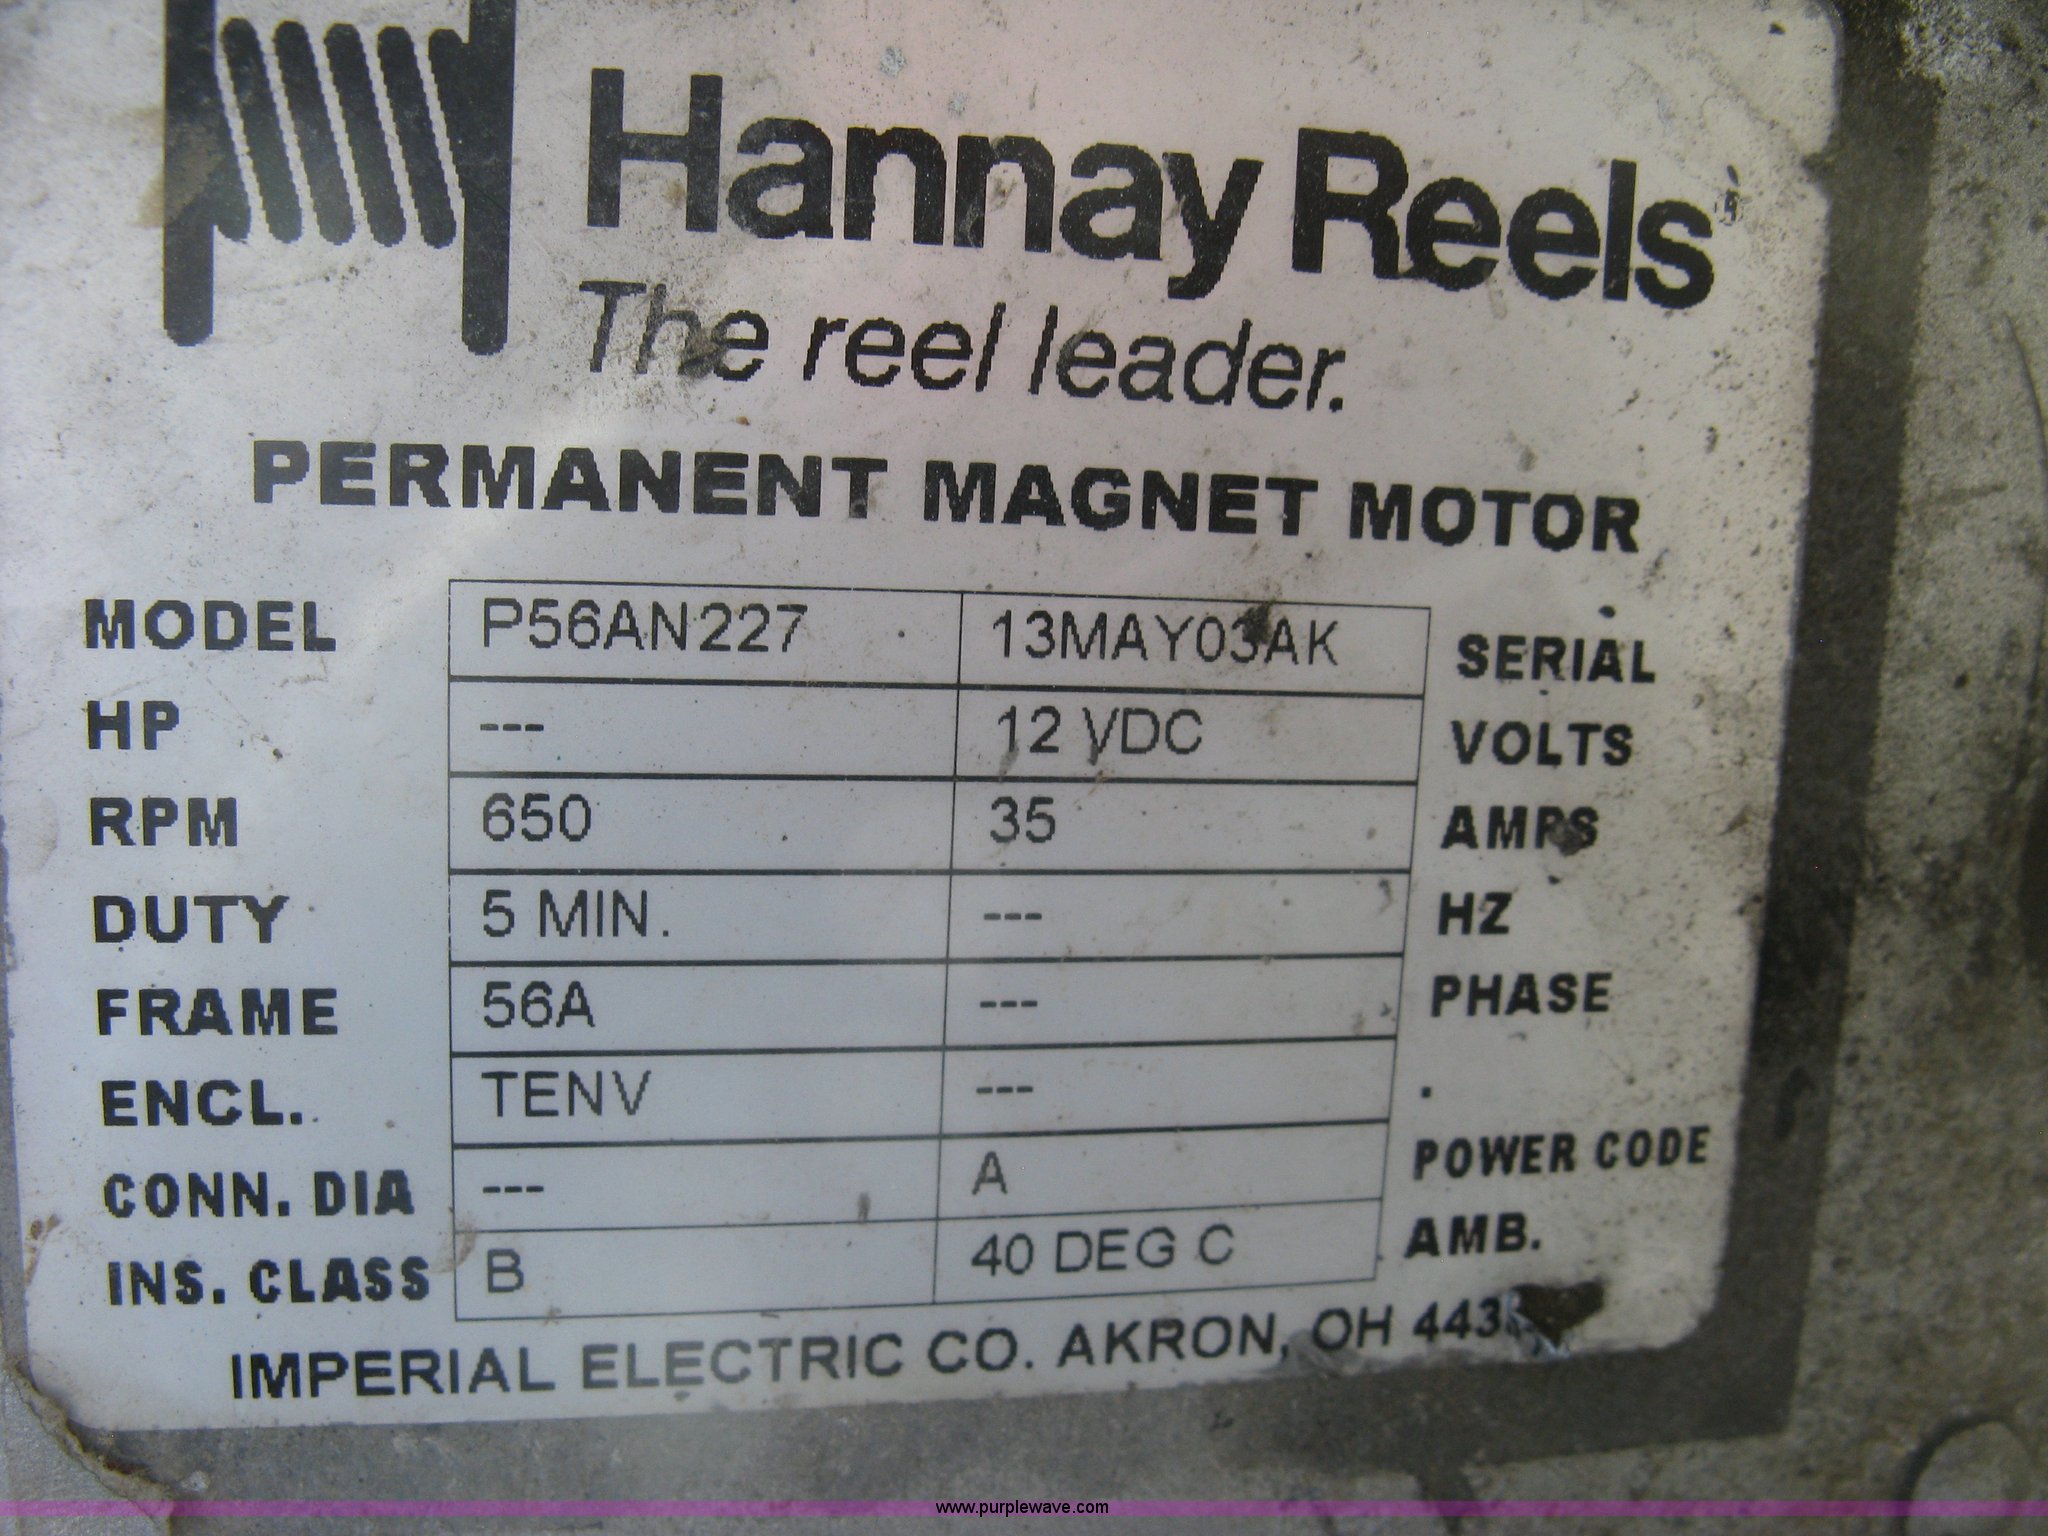 Hannay Reels
The reel leader.
PERMANENT MAGNET MOTOR
MODEL P56AN227 13MAY03AK SERIAL
HP --- 12 VDC VOLTS
RPM 650 35 AMPS
DUTY 5 MIN. --- HZ
FRAME 56A --- PHASE
ENCL. TENV --- .
CONN. DIA --- A POWER CODE
INS. CLASS B 40 DEG C AMB.
IMPERIAL ELECTRIC CO. AKRON, OH
www.purplewave.com